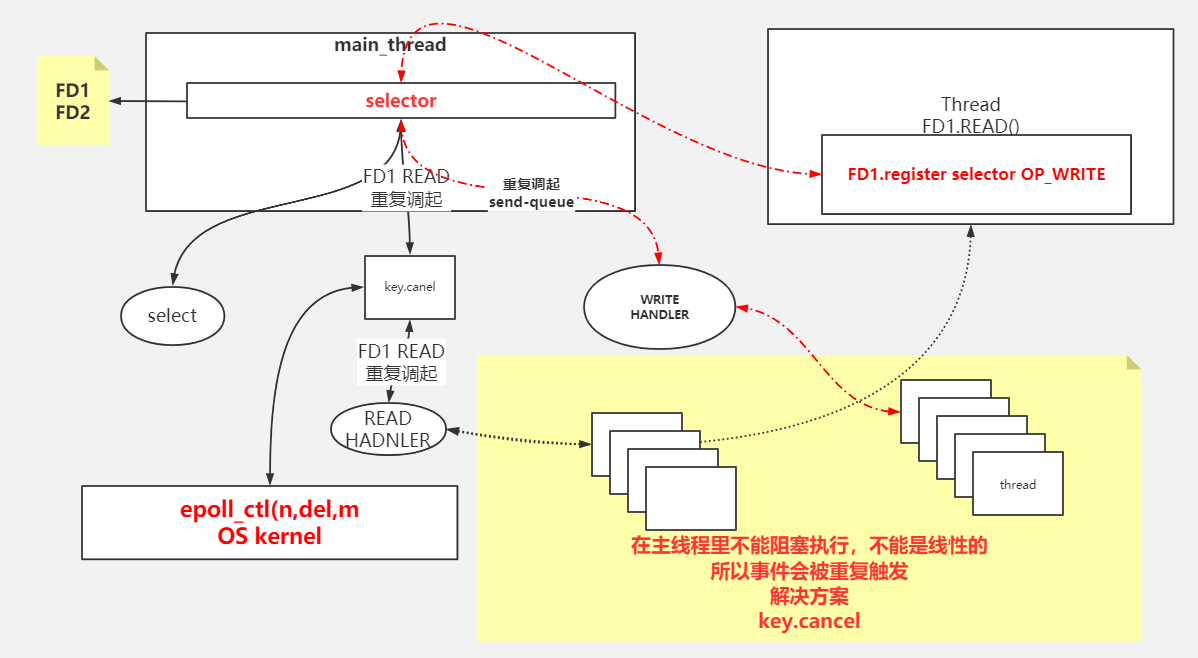 main_thread
FD1
FD2
selector
Thread
FD1.READ()
FD1.register selector OP_WRITE
FD1 READ
重复调起
重复调起
send-queue
select
key.canel
WRITE
HANDLER
FD1 READ
重复调起
READ
HADNLER
thread
epoll_ctl(n,del,m
OS kernel
在主线程里不能阻塞执行，不能是线性的
所以事件会被重复触发
解决方案
key.cancel